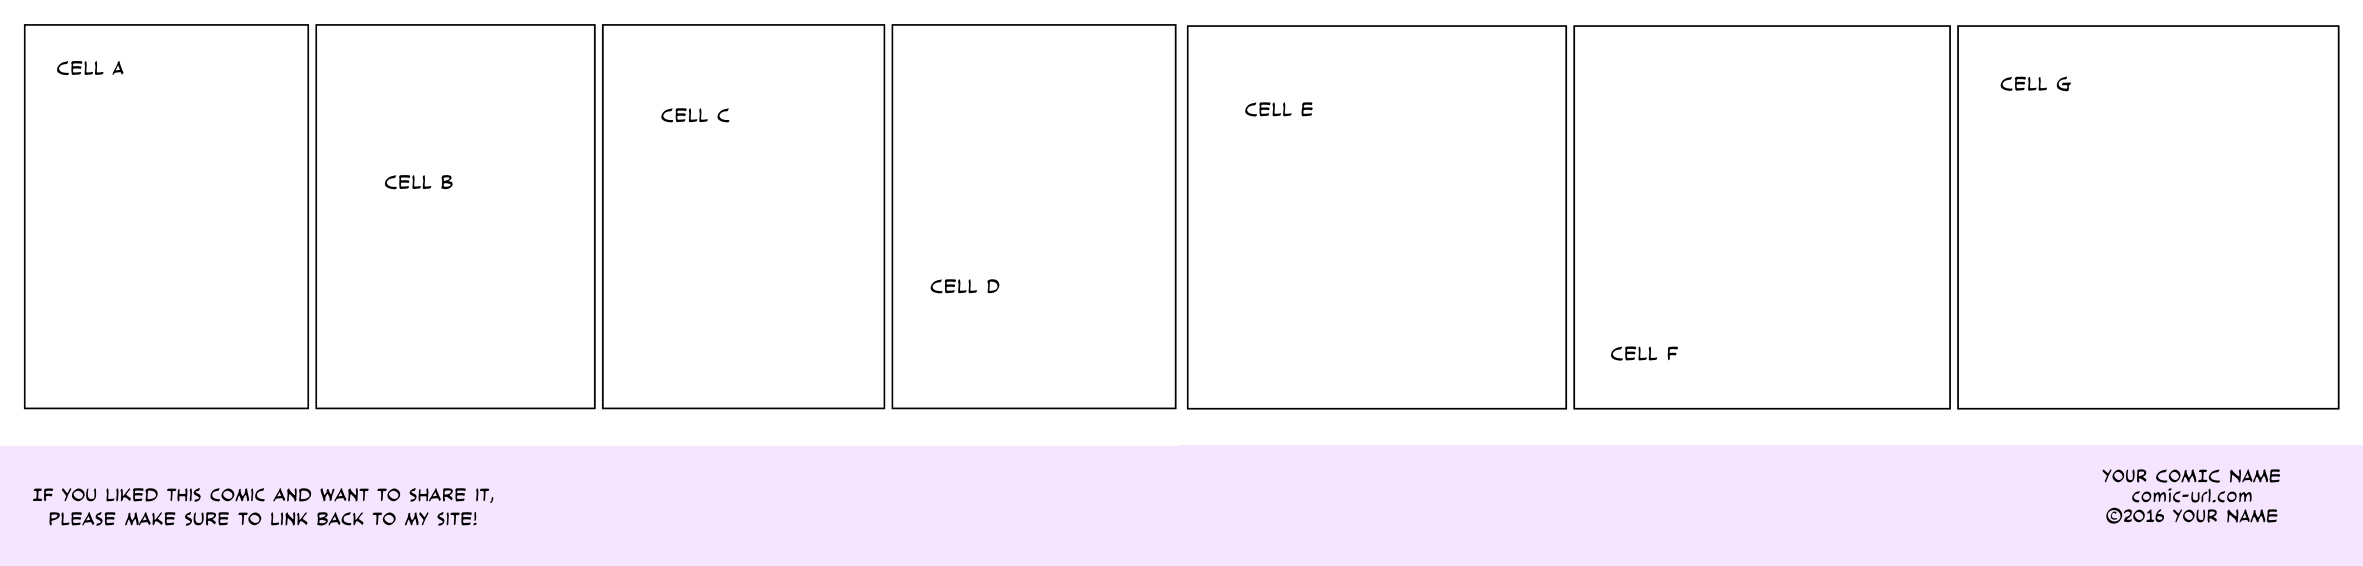 CELL A
CELL B
CELL C
CELL D
CELL E
CELL F
CELL G
IF YOU LIKED THIS COMIC AND WANT TO SHARE IT,
PLEASE MAKE SURE TO LINK BACK TO MY SITE!
YOUR COMIC NAME
comic-url.com
©2016 YOUR NAME